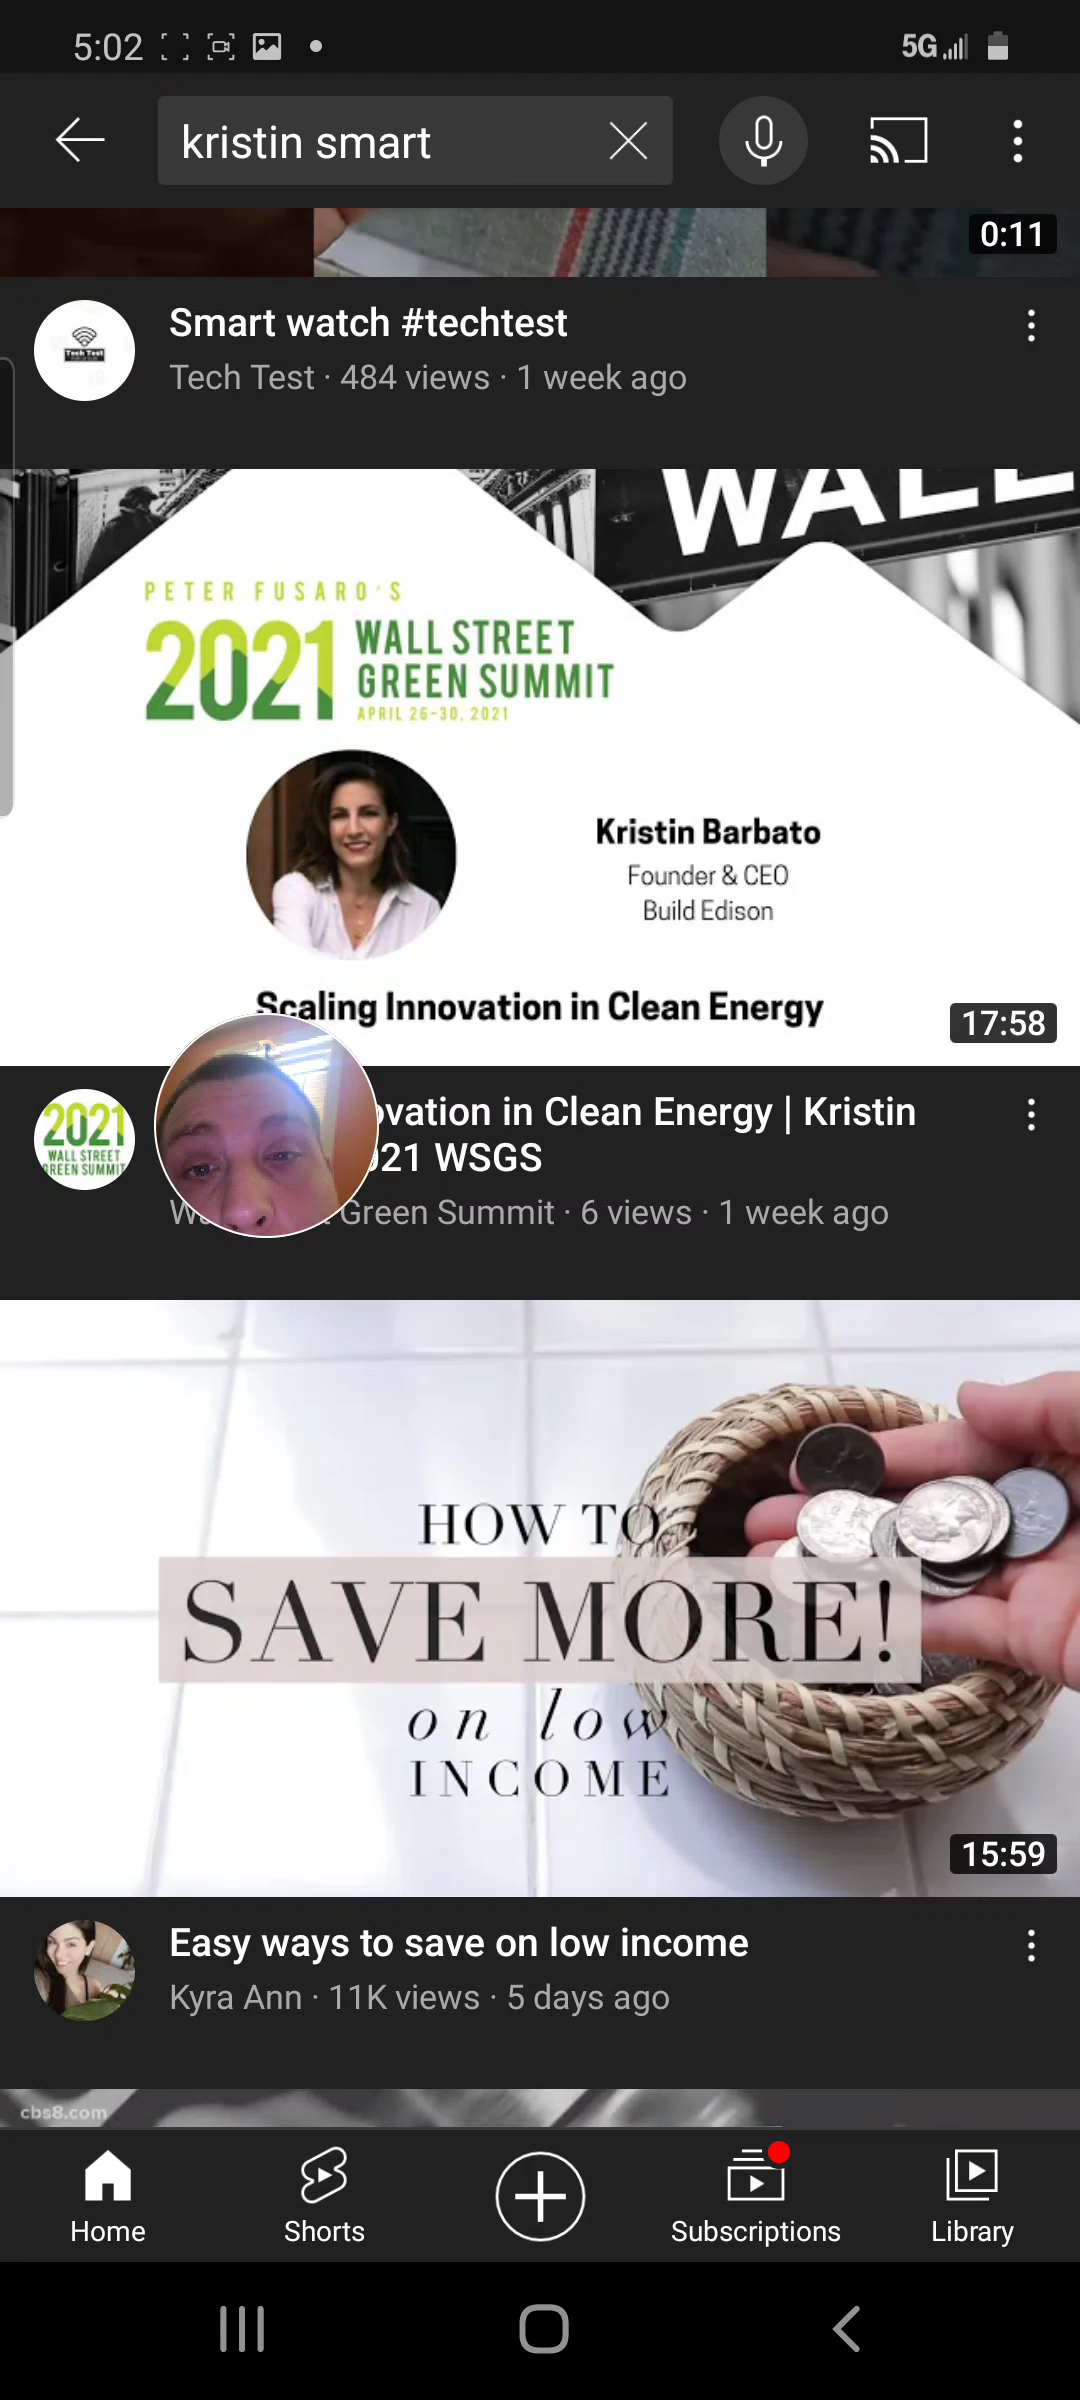 5:02
5G
kristin smart
0:11
Tech Test
Smart watch #techtest
Tech Test · 484 views · 1 week ago
WALL
PETER FUSARO'S
2021 WALL STREET
GREEN SUMMIT
APRIL 26-30, 2021
Kristin Barbato
Founder & CEO
Build Edison
Scaling Innovation in Clean Energy
17:58
2021
WALL STREET
GREEN SUMMIT
ovation in Clean Energy | Kristin
021 WSGS
Green Summit · 6 views · 1 week ago
HOW TO
SAVE MORE!
on low
INCOME
15:59
Easy ways to save on low income
Kyra Ann · 11K views · 5 days ago
cbs8.com
Home
Shorts
Subscriptions
Library